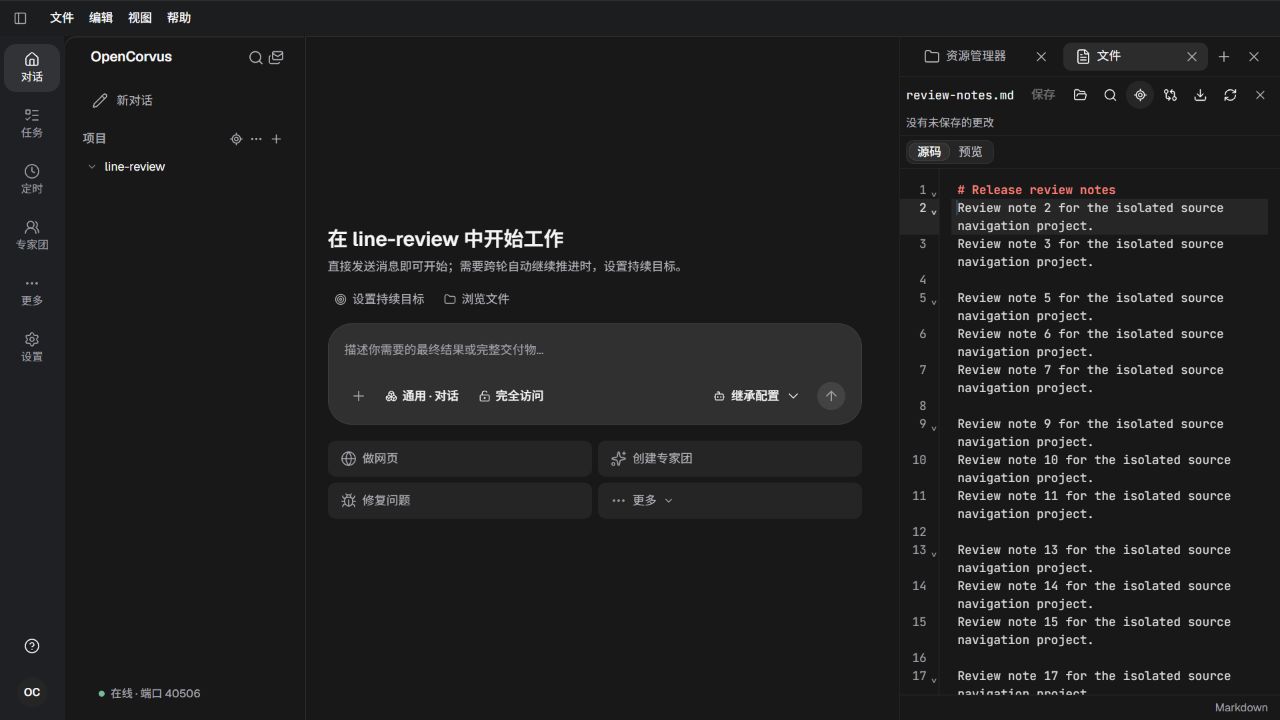 文件 编辑 视图 帮助
对话
任务
定时
专家团
更多
设置
OC
OpenCorvus
新对话
项目
line-review
在线 · 端口 40506
在 line-review 中开始工作
直接发送消息即可开始；需要跨轮自动继续推进时，设置持续目标。
设置持续目标 浏览文件
描述你需要的最终结果或完整交付物...
通用 · 对话 完全访问 继承配置
做网页 创建专家团
修复问题 更多
资源管理器 文件
review-notes.md 保存
没有未保存的更改
源码 预览
1 # Release review notes
2 Review note 2 for the isolated source
navigation project.
3 Review note 3 for the isolated source
navigation project.
4
5 Review note 5 for the isolated source
navigation project.
6 Review note 6 for the isolated source
navigation project.
7 Review note 7 for the isolated source
navigation project.
8
9 Review note 9 for the isolated source
navigation project.
10 Review note 10 for the isolated source
navigation project.
11 Review note 11 for the isolated source
navigation project.
12
13 Review note 13 for the isolated source
navigation project.
14 Review note 14 for the isolated source
navigation project.
15 Review note 15 for the isolated source
navigation project.
16
17 Review note 17 for the isolated source
navigation project.
Markdown